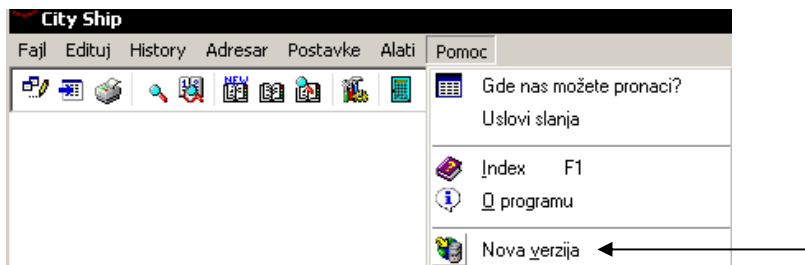 City Ship
Fajl Edituj History Adresar Postavke Alati Pomoc
NEW
Gde nas možete pronaci?
Uslovi slanja
Index F1
O programu
Nova verzija